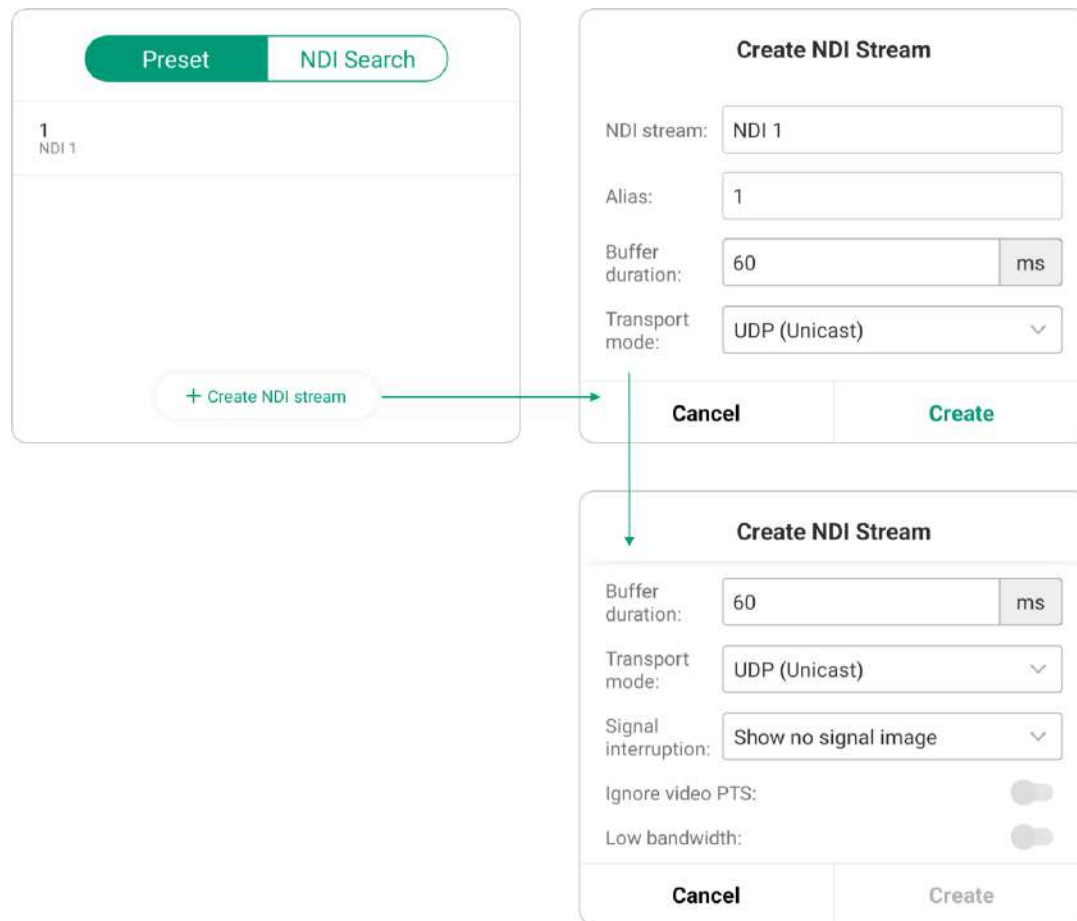 Preset
NDI Search
1
NDI 1
+ Create NDI stream
Create NDI Stream
NDI stream:
NDI 1
Alias:
1
Buffer
duration:
60
ms
Transport
mode:
UDP (Unicast)
Cancel
Create
Create NDI Stream
Buffer
duration:
60
ms
Transport
mode:
UDP (Unicast)
Signal
interruption:
Show no signal image
Ignore video PTS:
Low bandwidth:
Cancel
Create